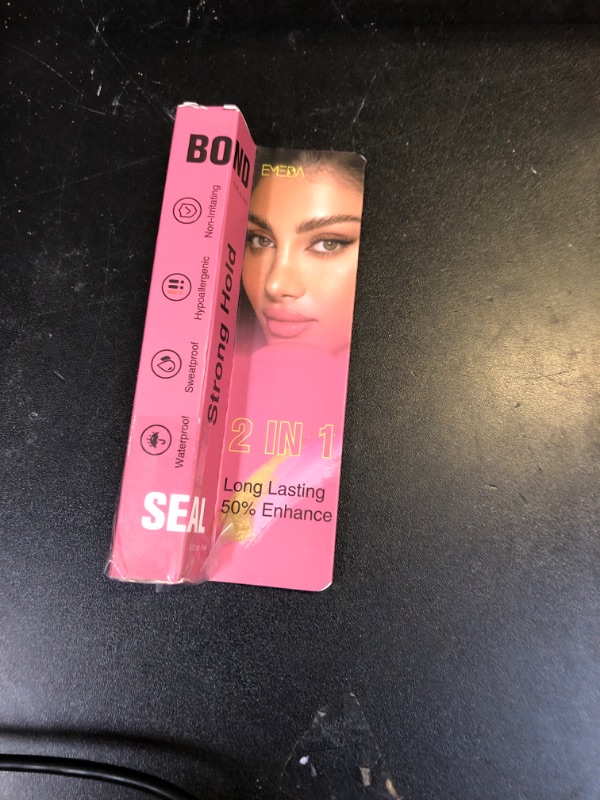 BOND
Non-Irritating
Hypoallergenic
Sweatproof
Waterproof
Strong Hold
SEAL
EMEDA
2 IN 1
Long Lasting
50% Enhance